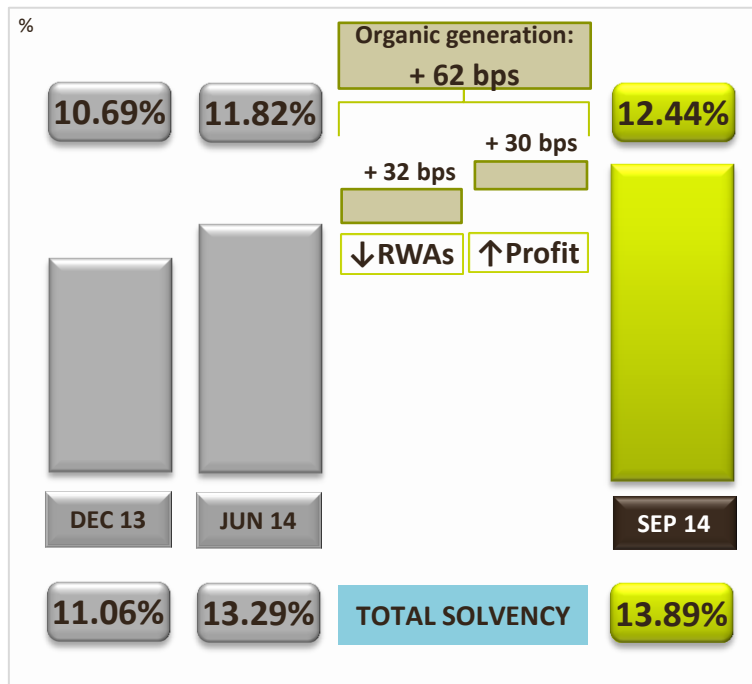 %
Organic generation:
+ 62 bps
10.69%
11.82%
12.44%
+ 30 bps
+ 32 bps
↓RWAs
↑Profit
DEC 13
JUN 14
SEP 14
11.06%
13.29%
TOTAL SOLVENCY
13.89%